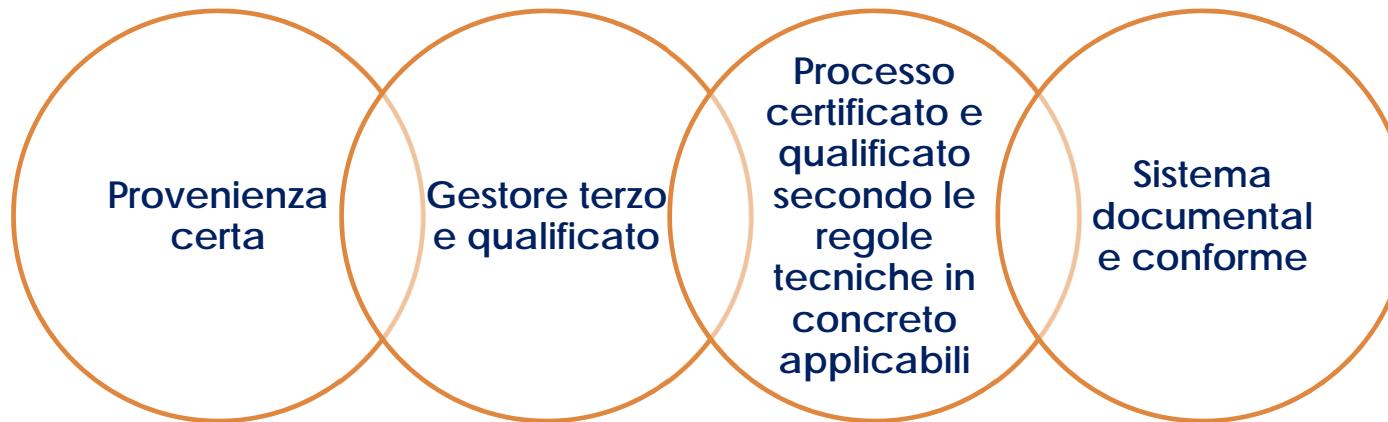 Provenienza
certa
Gestore terzo
e qualificato
Processo
certificato e
qualificato
secondo le
regole
tecniche in
concreto
applicabili
Sistema
documental
e conforme